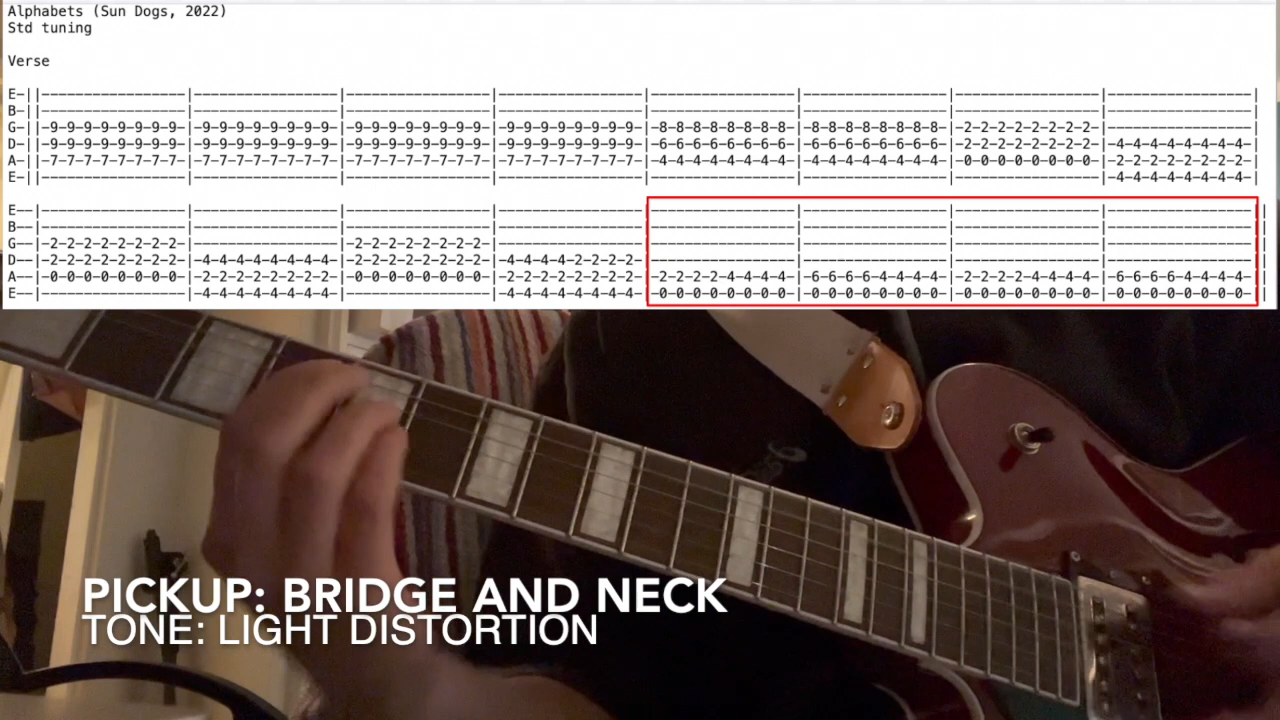 Alphabets (Sun Dogs, 2022)
Std tuning
Verse
E-||-----------------|-----------------|-----------------|-----------------|-----------------|-----------------|-----------------|-----------------|
B-||-----------------|-----------------|-----------------|-----------------|-----------------|-----------------|-----------------|-----------------|
G-||-9-9-9-9-9-9-9-9-|-9-9-9-9-9-9-9-9-|-9-9-9-9-9-9-9-9-|-9-9-9-9-9-9-9-9-|-8-8-8-8-8-8-8-8-|-8-8-8-8-8-8-8-8-|-2-2-2-2-2-2-2-2-|-----------------|
D-||-9-9-9-9-9-9-9-9-|-9-9-9-9-9-9-9-9-|-9-9-9-9-9-9-9-9-|-9-9-9-9-9-9-9-9-|-6-6-6-6-6-6-6-6-|-6-6-6-6-6-6-6-6-|-2-2-2-2-2-2-2-2-|-4-4-4-4-4-4-4-4-|
A-||-7-7-7-7-7-7-7-7-|-7-7-7-7-7-7-7-7-|-7-7-7-7-7-7-7-7-|-7-7-7-7-7-7-7-7-|-4-4-4-4-4-4-4-4-|-4-4-4-4-4-4-4-4-|-0-0-0-0-0-0-0-0-|-2-2-2-2-2-2-2-2-|
E-||-----------------|-----------------|-----------------|-----------------|-----------------|-----------------|-----------------|-4-4-4-4-4-4-4-4-|
E--|-----------------|-----------------|-----------------|-----------------|-----------------|-----------------|-----------------|-----------------||
B--|-----------------|-----------------|-----------------|-----------------|-----------------|-----------------|-----------------|-----------------||
G--|-2-2-2-2-2-2-2-2-|-----------------|-2-2-2-2-2-2-2-2-|-----------------|-----------------|-----------------|-----------------|-----------------||
D--|-2-2-2-2-2-2-2-2-|-4-4-4-4-4-4-4-4-|-2-2-2-2-2-2-2-2-|-4-4-4-4-2-2-2-2-|-----------------|-----------------|-----------------|-----------------||
A--|-0-0-0-0-0-0-0-0-|-2-2-2-2-2-2-2-2-|-0-0-0-0-0-0-0-0-|-2-2-2-2-2-2-2-2-|-2-2-2-2-4-4-4-4-|-6-6-6-6-4-4-4-4-|-2-2-2-2-4-4-4-4-|-6-6-6-6-4-4-4-4-||
E--|-----------------|-4-4-4-4-4-4-4-4-|-----------------|-4-4-4-4-4-4-4-4-|-0-0-0-0-0-0-0-0-|-0-0-0-0-0-0-0-0-|-0-0-0-0-0-0-0-0-|-0-0-0-0-0-0-0-0-||
PICKUP: BRIDGE AND NECK
TONE: LIGHT DISTORTION